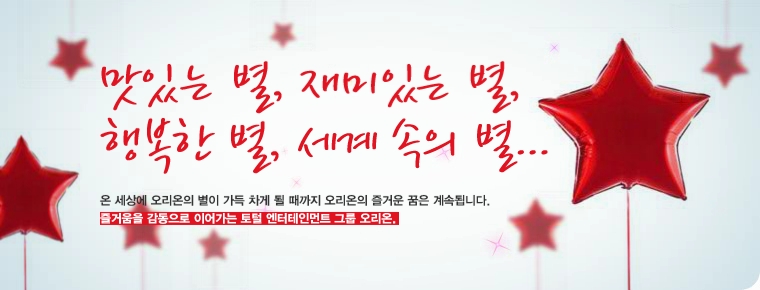 맛있는 별, 재미있는 별,
행복한 별, 세계 속의 별...
온 세상에 오리온의 별이 가득 차게 될 때까지 오리온의 즐거운 꿈은 계속됩니다.
즐거움을 감동으로 이어가는 토털 엔터테인먼트 그룹 오리온.